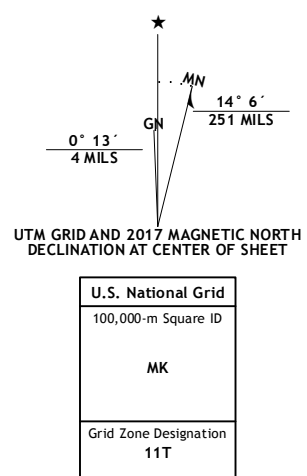 MN
GN
14° 6´
251 MILS
0° 13´
4 MILS
UTM GRID AND 2017 MAGNETIC NORTH
DECLINATION AT CENTER OF SHEET
U.S. National Grid
100,000-m Square ID
MK
Grid Zone Designation
11T